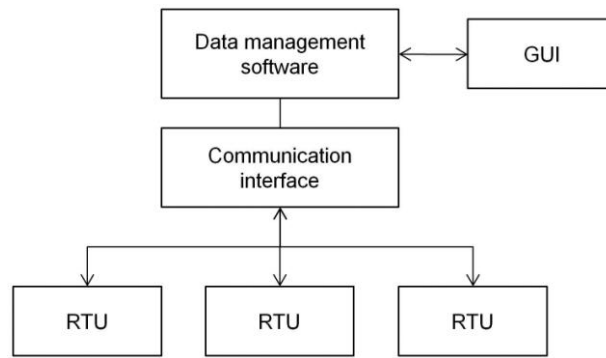 Data management
software
GUI
Communication
interface
RTU
RTU
RTU